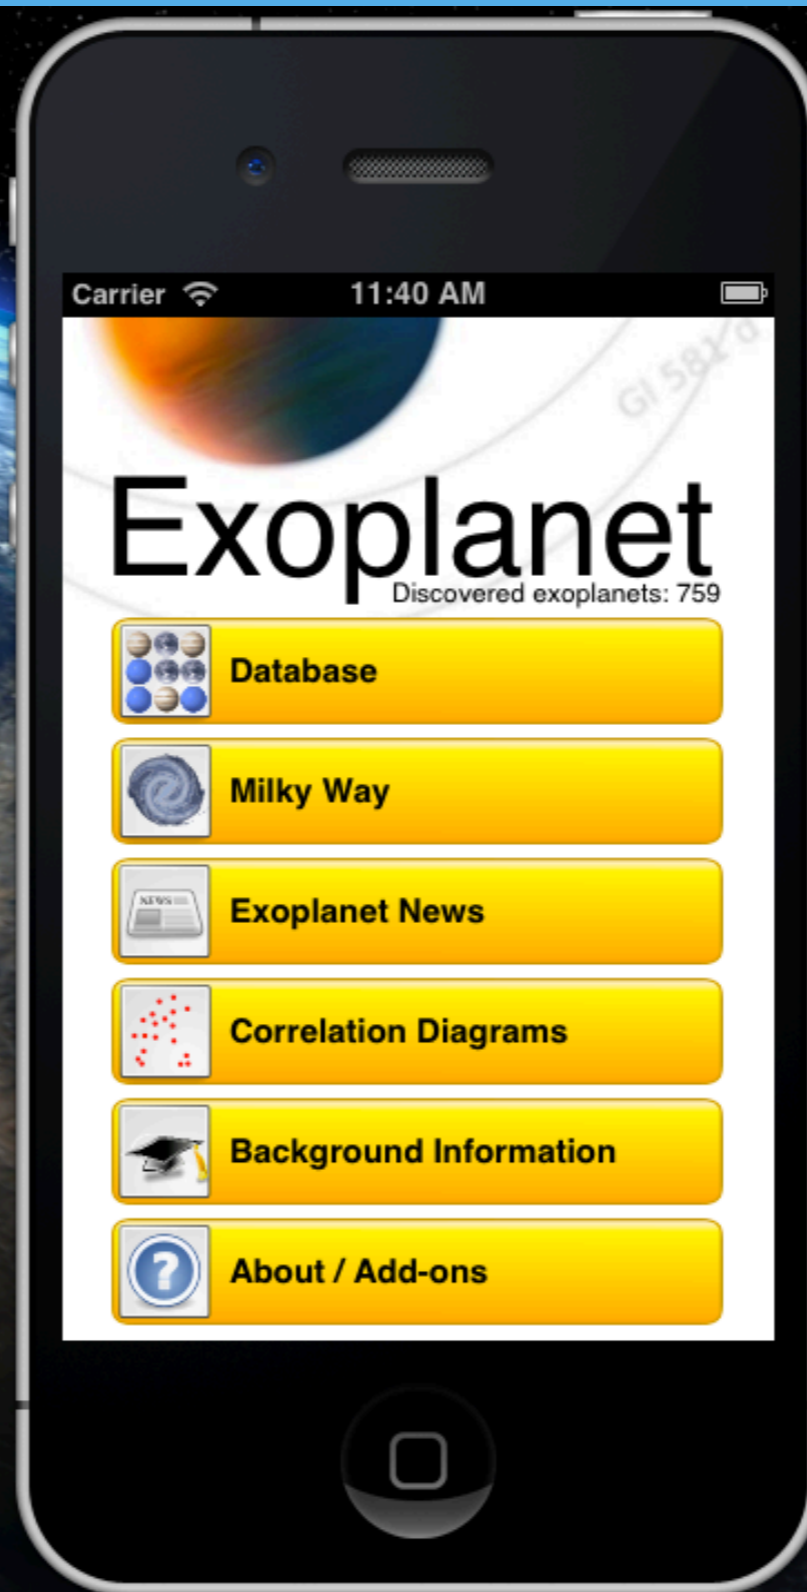 Carrier 11:40 AM
Gl 581 d
Exoplanet
Discovered exoplanets: 759
Database
Milky Way
NEWS
Exoplanet News
Correlation Diagrams
Background Information
?
About / Add-ons